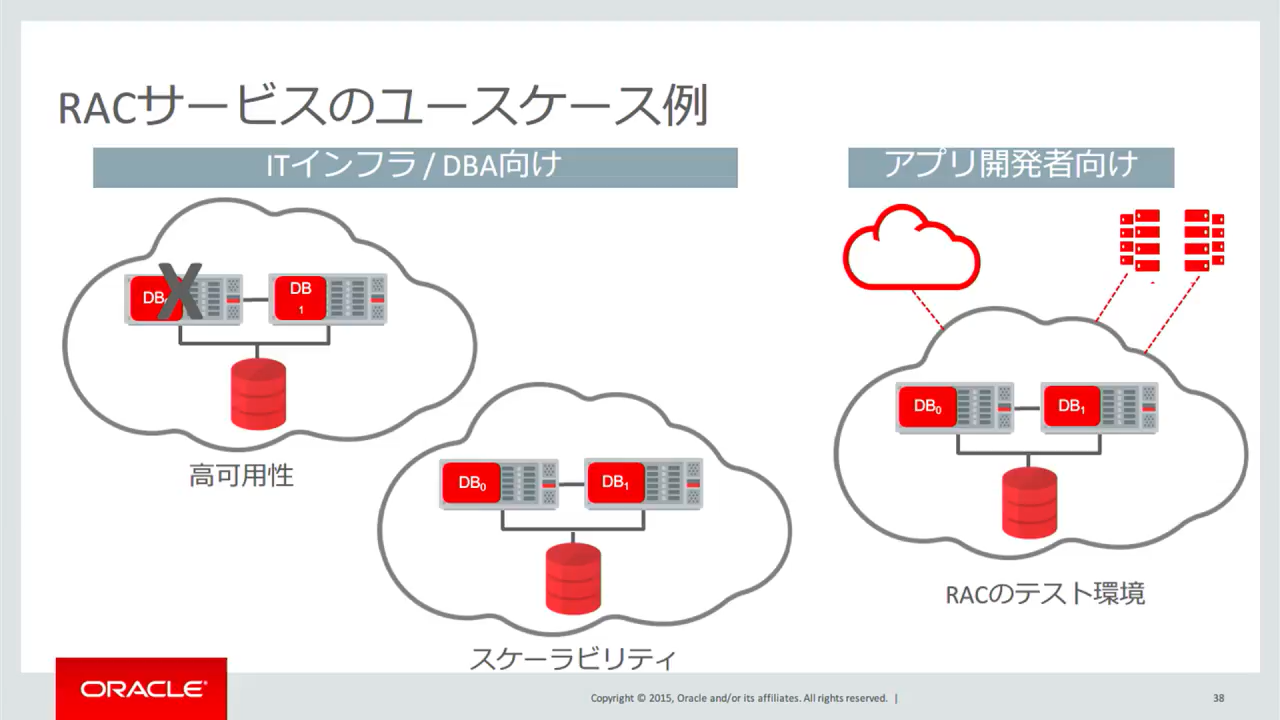 RACサービスのユースケース例
ITインフラ / DBA向け
アプリ開発者向け
DB
X
DB
1
高可用性
DB0
DB1
スケーラビリティ
DB0
DB1
RACのテスト環境
ORACLE®
Copyright © 2015, Oracle and/or its affiliates. All rights reserved. |
38